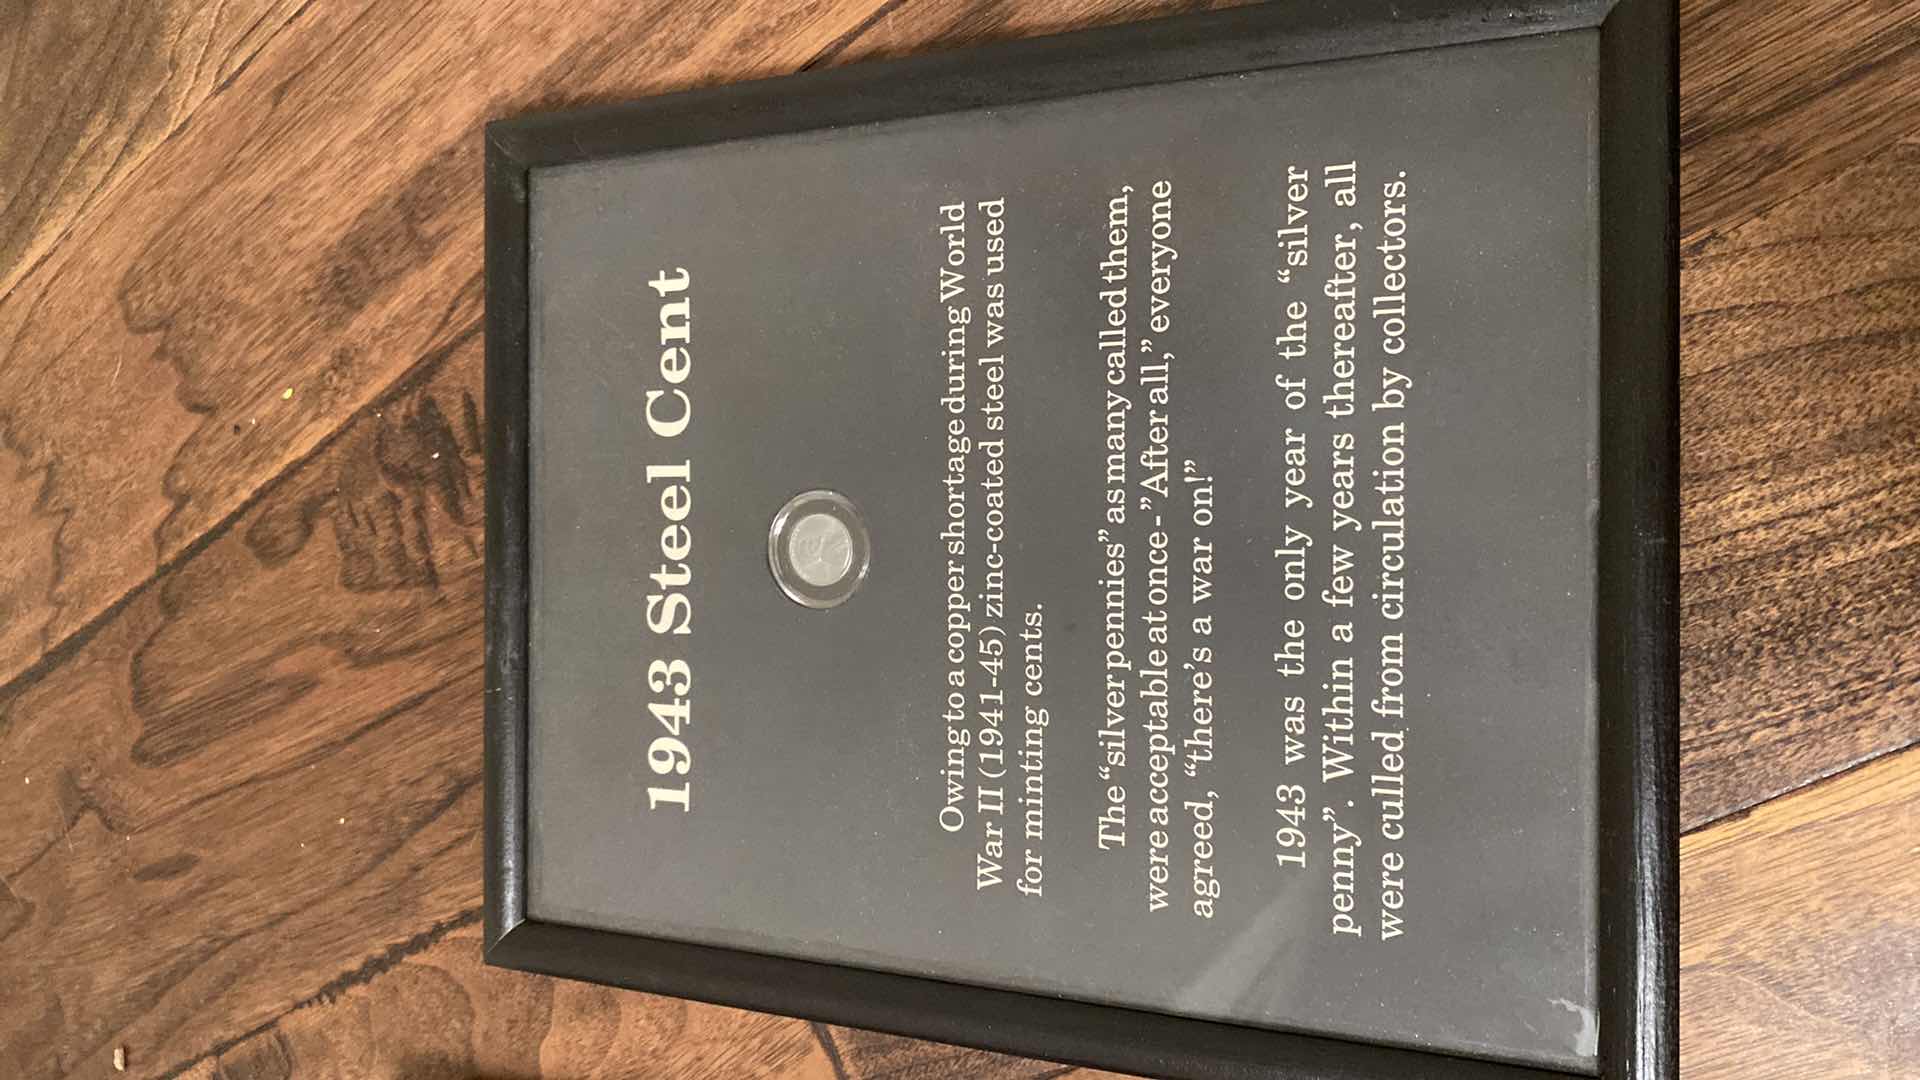 1943 Steel Cent
Owing to a copper shortage during World
War II (1941-45) zinc-coated steel was used
for minting cents.
The “silver pennies” as many called them,
were acceptable at once-”After all,” everyone
agreed, “there’s a war on!”
1943 was the only year of the “silver
penny”. Within a few years thereafter, all
were culled from circulation by collectors.